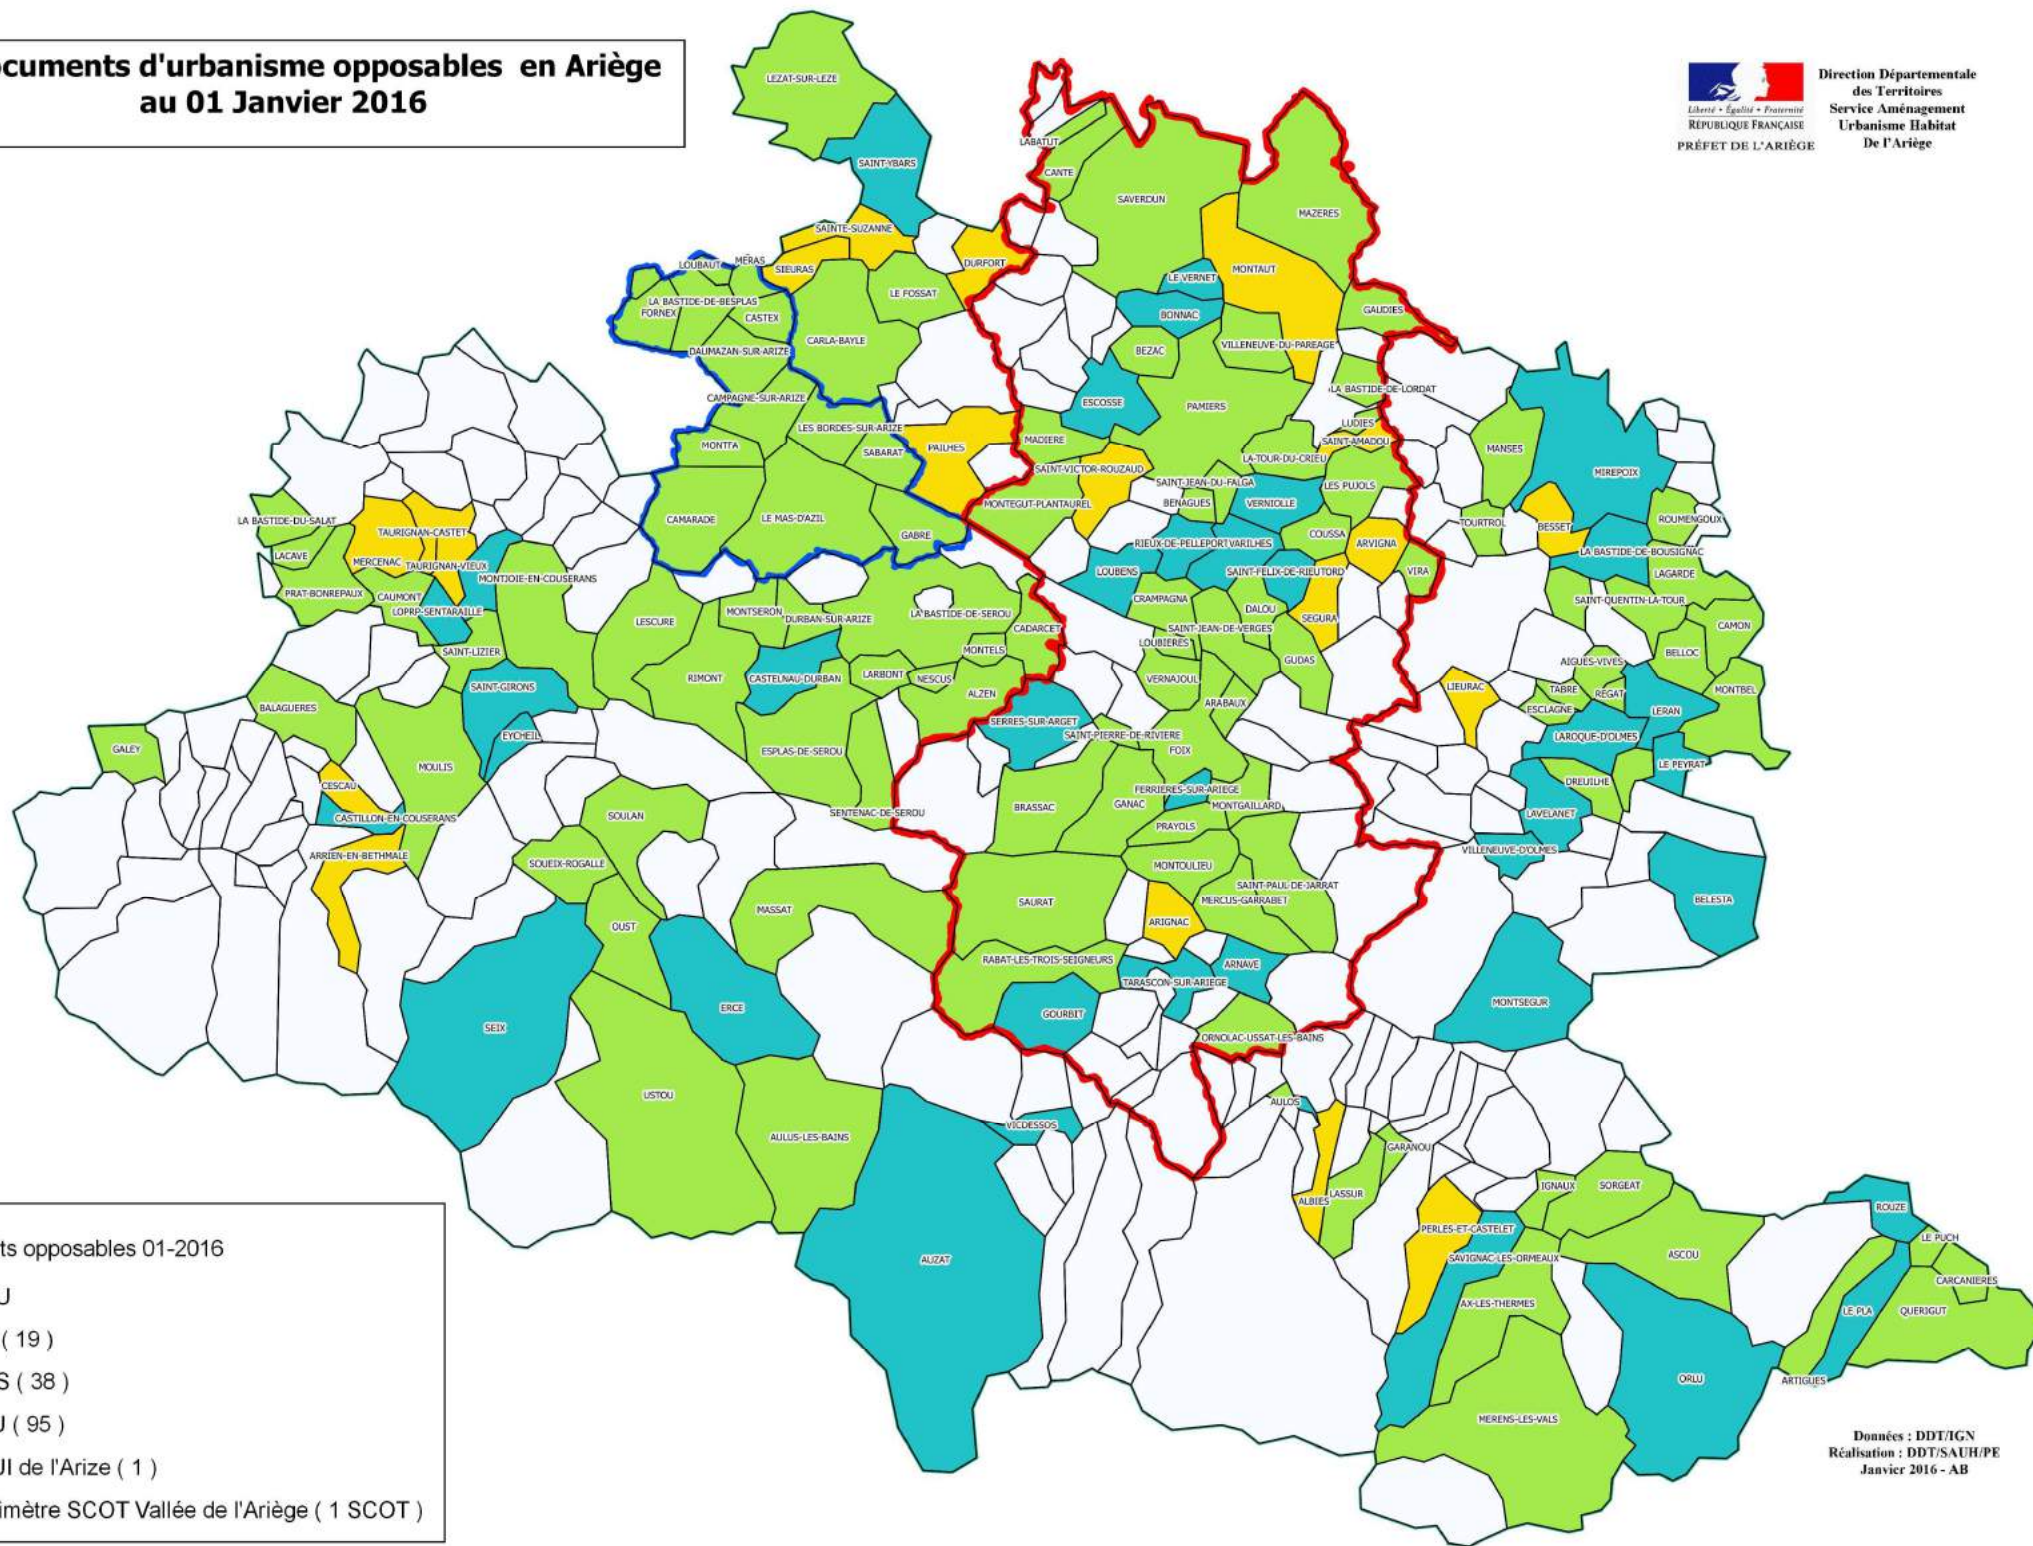 ocuments d'urbanisme opposables en Ariège
au 01 Janvier 2016
Liberté • Égalité • Fraternité
RÉPUBLIQUE FRANÇAISE
PRÉFET DE L'ARIÈGE
Direction Départementale
des Territoires
Service Aménagement
Urbanisme Habitat
De l'Ariège
LEZAT-SUR-LEZE
SAINT-YBARS
LABATUT
CANTE
SAVERDUN
MAZERES
SAINTE-SUZANNE
SIEURAS
DURFORT
LE FOSSAT
LE VERNET
MONTAUT
BONNAC
GAUDIES
LOUBAUT
MÉRAS
LA BASTIDE-DE-BESPLAS
FORNEX
CASTEX
DAUMAZAN-SUR-ARIZE
CARLA-BAYLE
BEZAC
VILLENEUVE-DU-PAREAGE
CAMPAGNE-SUR-ARIZE
ESCOSSE
PAMIERS
LA BASTIDE-DE-LORDAT
LES BORDES-SUR-ARIZE
LUDIES
SAINT-AMADOU
MONTFA
SABARAT
PAILHES
MADIERE
LA-TOUR-DU-CRIEU
MANSES
MIREPOIX
SAINT-VICTOR-ROUZAUD
SAINT-JEAN-DU-FALGA
LES PUJOLS
MONTEGUT-PLANTAUREL
BENAGUES
VERNIOLLE
CAMARADE
LE MAS-D'AZIL
GABRE
COUSSA
ARVIGNA
TOURTROL
BESSET
ROUMENGOUX
LA BASTIDE-DU-SALAT
TAURIGNAN-CASTET
RIEUX-DE-PELLEPORT
VARILHES
LA BASTIDE-DE-BOUSIGNAC
LACAVE
MERCENAC
TAURIGNAN-VIEUX
MONTJOIE-EN-COUSERANS
LOUBENS
SAINT-FELIX-DE-RIEUTORD
VIRA
LAGARDE
PRAT-BONREPAUX
CAUMONT
LOPRP-SENTARAILLE
CRAMPAGNA
DALOU
SEGURA
SAINT-QUENTIN-LA-TOUR
LESCURE
MONTSERON
DURBAN-SUR-ARIZE
LA BASTIDE-DE-SEROU
CADARCET
SAINT-JEAN-DE-VERGES
LOUBIERES
CAMON
SAINT-LIZIER
MONTELS
GUDAS
AIGUES-VIVES
BELLOC
RIMONT
CASTELNAU-DURBAN
LARBONT
NESCUS
ALZEN
VERNAJOUL
LIEURAC
TABRE
REGAT
MONTBEL
SAINT-GIRONS
ARABAUX
ESCLAGNE
LERAN
BALAGUERES
SERRES-SUR-ARGET
SAINT-PIERRE-DE-RIVIERE
EYCHEIL
FOIX
LAROQUE-D'OLMES
GALEY
ESPLAS-DE-SEROU
LE PEYRAT
MOULIS
CESCAU
FERRIERES-SUR-ARIEGE
DREUILHE
CASTILLON-EN-COUSERANS
SOULAN
SENTENAC-DE-SEROU
BRASSAC
GANAC
MONTGAILLARD
PRAYOLS
LAVELANET
ARRIEN-EN-BETHMALE
SOUEIX-ROGALLE
MONTOULIEU
VILLENEUVE-D'OLMES
SAINT-PAUL-DE-JARRAT
MERCUS-GARRABET
BELESTA
MASSAT
SAURAT
ARIGNAC
OUST
RABAT-LES-TROIS-SEIGNEURS
ARNAVE
TARASCON-SUR-ARIEGE
MONTSEGUR
SEIX
ERCE
GOURBIT
ORNOLAC-USSAT-LES-BAINS
USTOU
AULOS
VICDESSOS
AULUS-LES-BAINS
GARANOU
ALBIES
LASSUR
IGNAUX
SORGEAT
PERLES-ET-CASTELET
ROUZE
SAVIGNAC-LES-ORMEAUX
ASCOU
LE PUCH
AUZAT
CARCANIERES
AX-LES-THERMES
LE PLA
QUERIGUT
ORLU
ARTIGUES
MERENS-LES-VALS
ts opposables 01-2016
U
( 19 )
S ( 38 )
U ( 95 )
UI de l'Arize ( 1 )
imètre SCOT Vallée de l'Ariège ( 1 SCOT )
Données : DDT/IGN
Réalisation : DDT/SAUH/PE
Janvier 2016 - AB